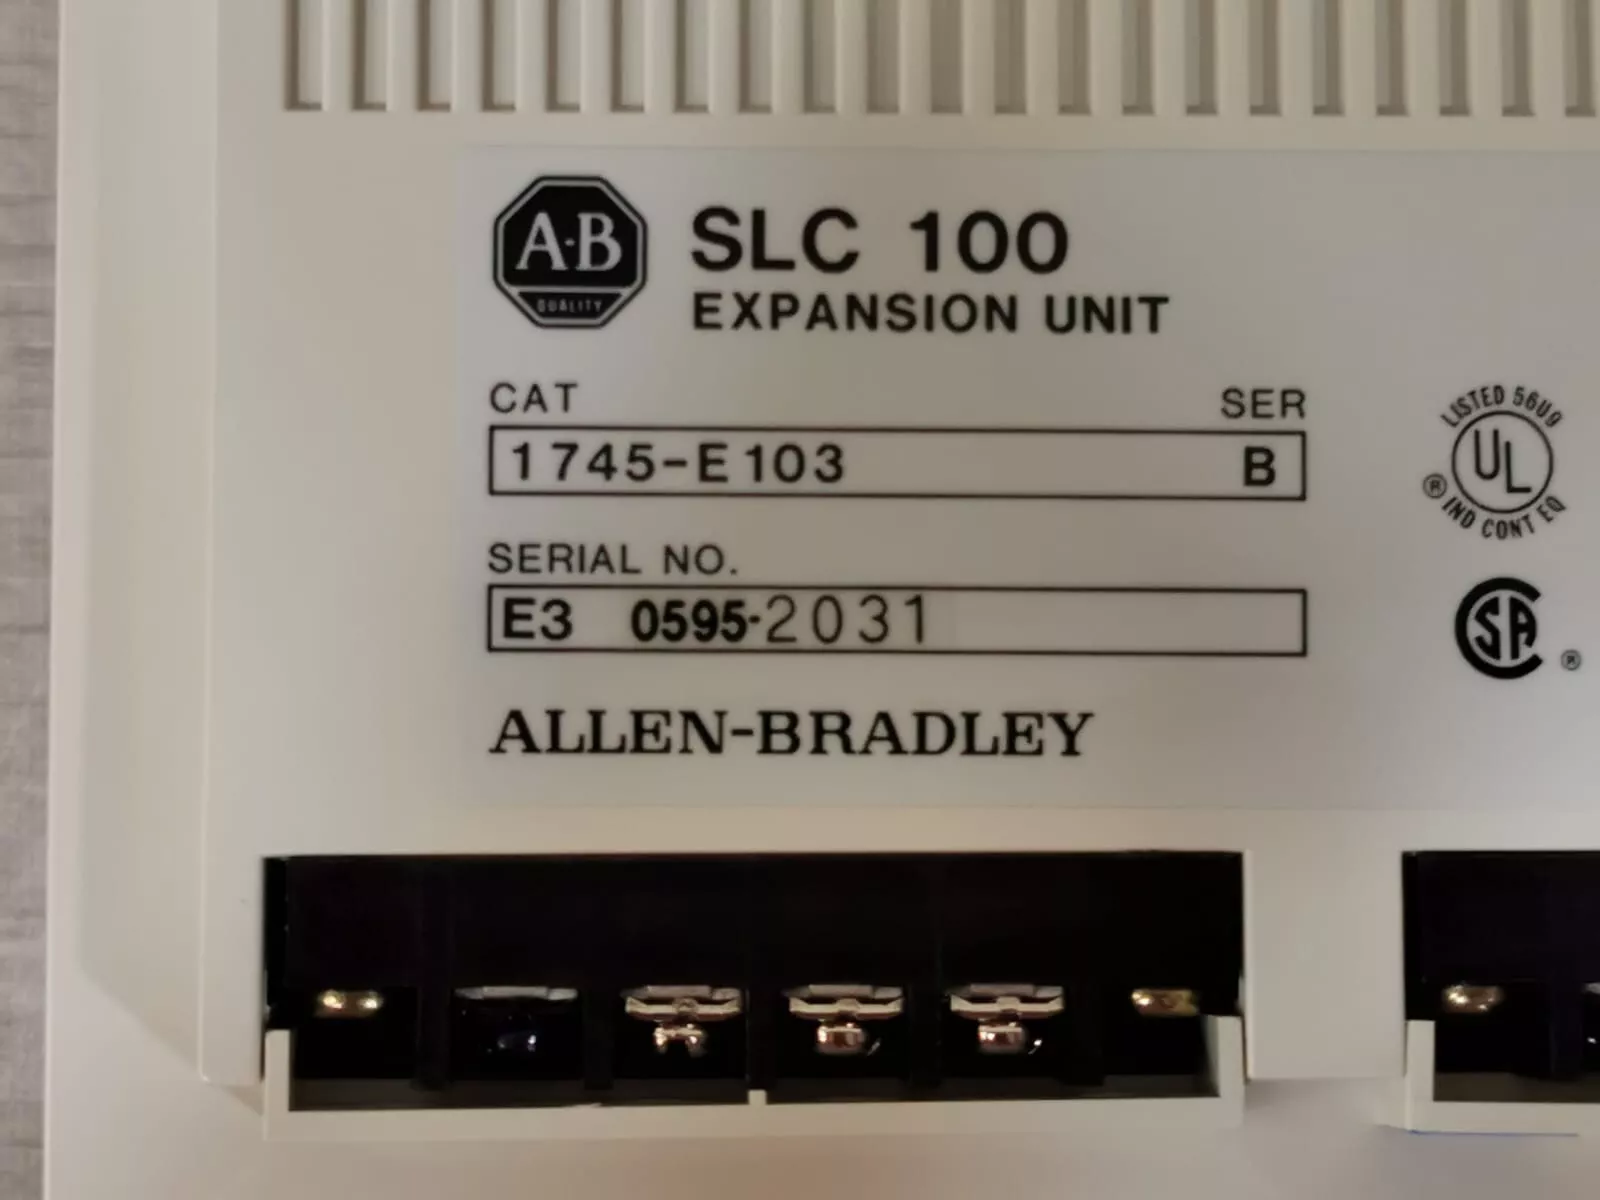 A·B
QUALITY
SLC 100
EXPANSION UNIT
CAT SER
1745-E103 B
SERIAL NO.
E3 0595-2031
ALLEN-BRADLEY
LISTED 56U9
UL
® IND CONT EQ
CSA ®